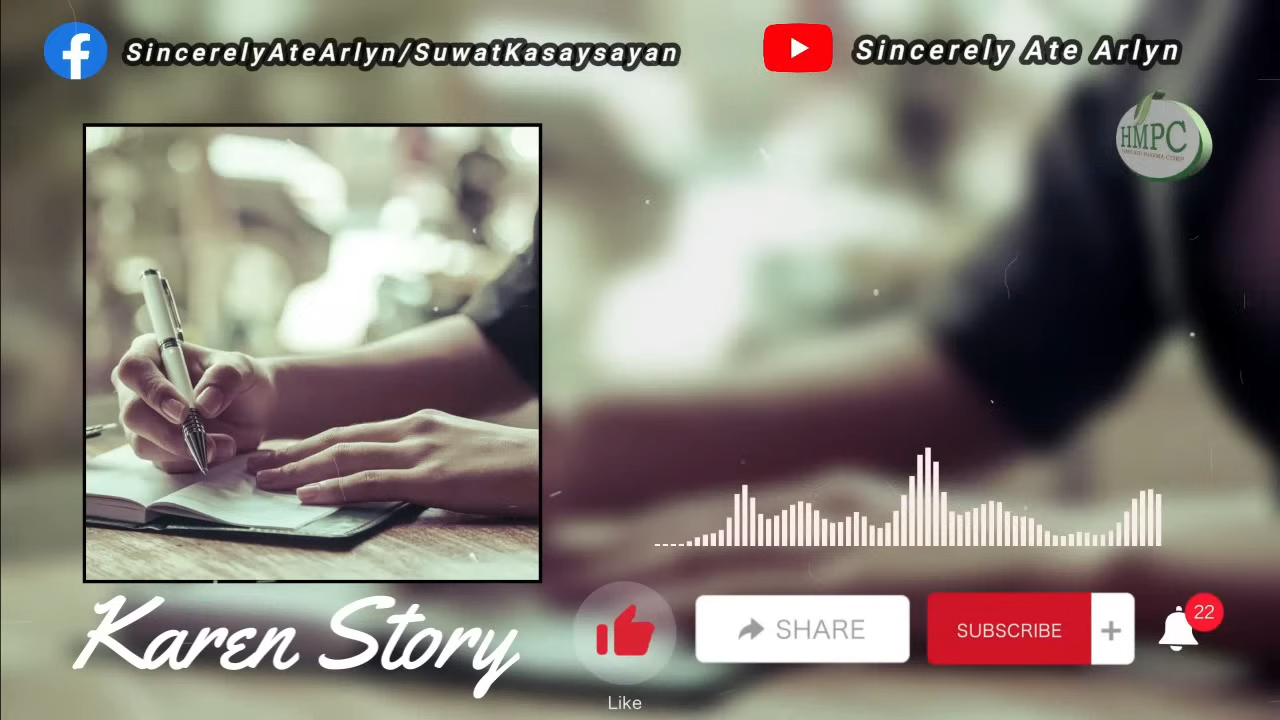 SincerelyAteArlyn/SuwatKasaysayan
Sincerely Ate Arlyn
HMPC
Karen Story
SHARE
SUBSCRIBE
22
Like